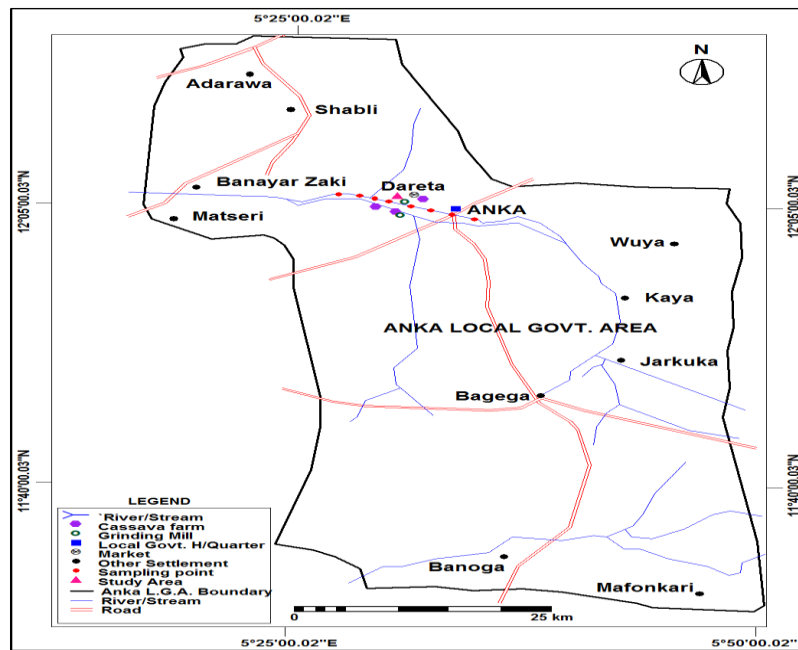 5°25'00.02"E
N
Adarawa
Shabli
Banayar Zaki
Dareta
12°05'00.03"N
12°05'00.03"N
Matseri
ANKA
Wuya
Kaya
ANKA LOCAL GOVT. AREA
Jarkuka
Bagega
11°40'00.03"N
11°40'00.03"N
LEGEND
`River/Stream
Cassava farm
Grinding Mill
Local Govt. H/Quarter
Market
Other Settlement
Sampling point
Study Area
Anka L.G.A. Boundary
River/Stream
Road
Banoga
Mafonkari
0 25 km
5°25'00.02"E
5°50'00.02"E